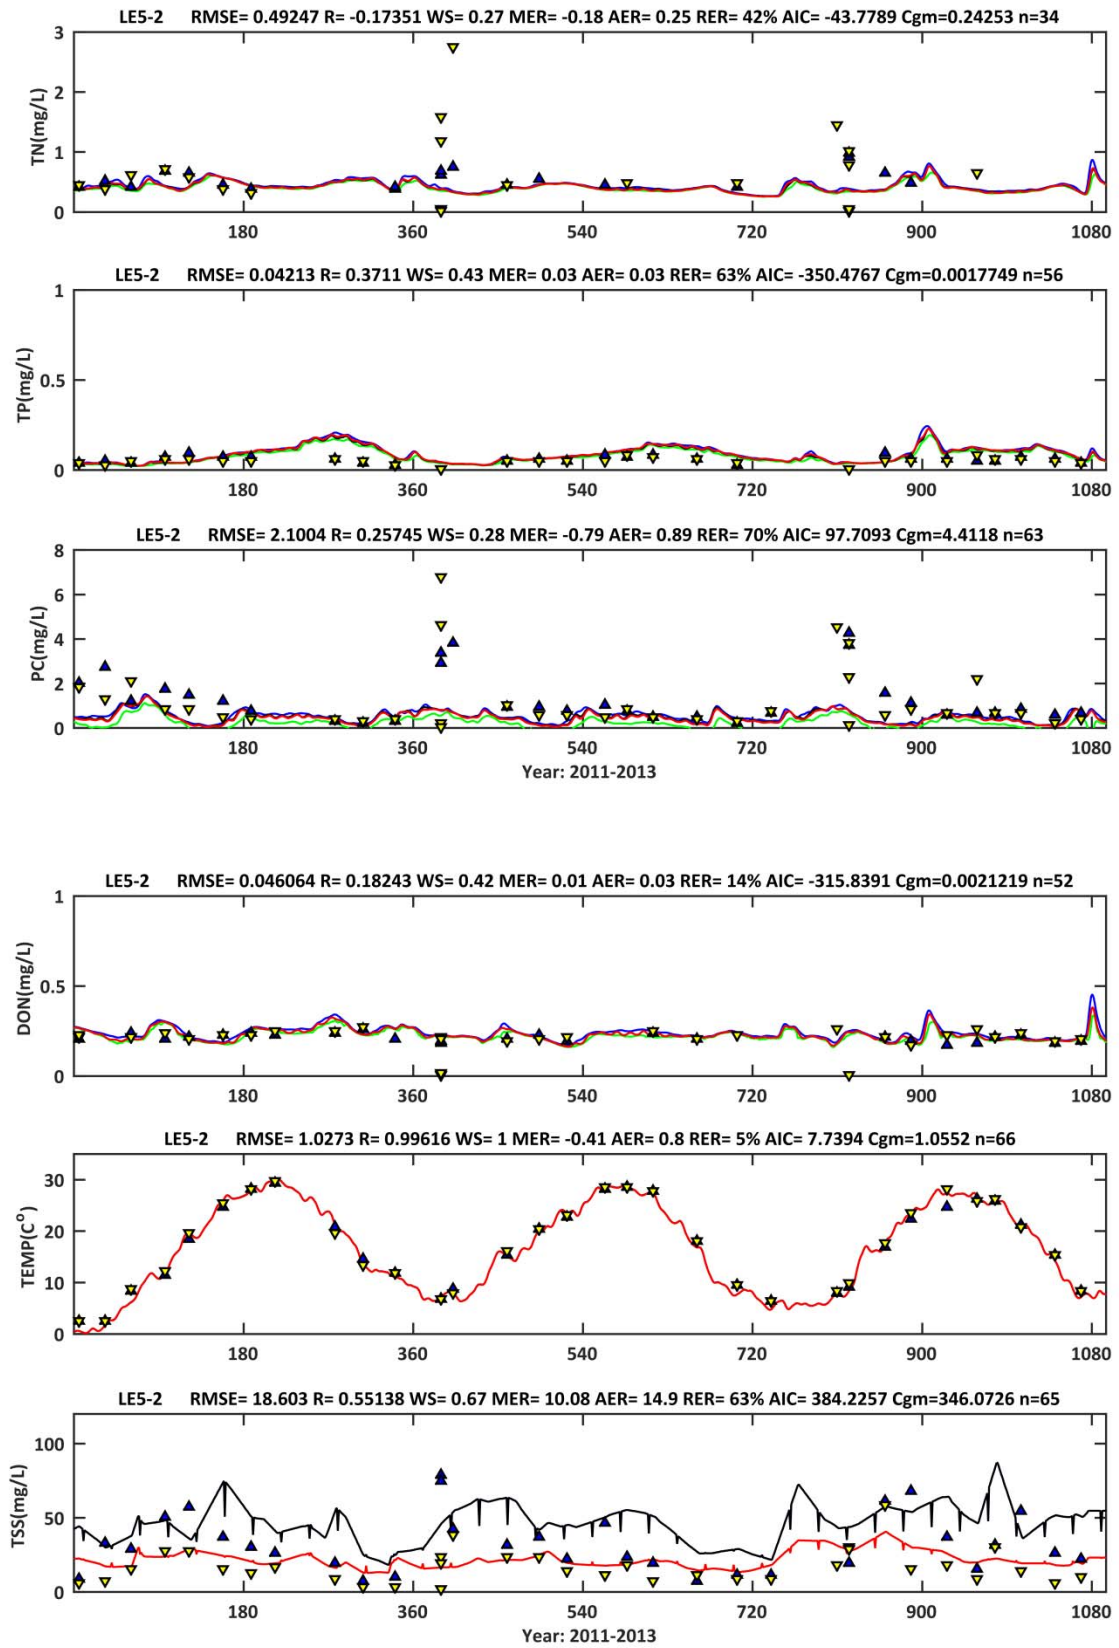 LE5-2 RMSE= 0.49247 R= -0.17351 WS= 0.27 MER= -0.18 AER= 0.25 RER= 42% AIC= -43.7789 Cgm=0.24253 n=34
3
2
1
0
TN(mg/L)
180 360 540 720 900 1080
LE5-2 RMSE= 0.04213 R= 0.3711 WS= 0.43 MER= 0.03 AER= 0.03 RER= 63% AIC= -350.4767 Cgm=0.0017749 n=56
1
0.5
0
TP(mg/L)
180 360 540 720 900 1080
LE5-2 RMSE= 2.1004 R= 0.25745 WS= 0.28 MER= -0.79 AER= 0.89 RER= 70% AIC= 97.7093 Cgm=4.4118 n=63
8
6
4
2
0
PC(mg/L)
180 360 540 720 900 1080
Year: 2011-2013
LE5-2 RMSE= 0.046064 R= 0.18243 WS= 0.42 MER= 0.01 AER= 0.03 RER= 14% AIC= -315.8391 Cgm=0.0021219 n=52
1
0.5
0
DON(mg/L)
180 360 540 720 900 1080
LE5-2 RMSE= 1.0273 R= 0.99616 WS= 1 MER= -0.41 AER= 0.8 RER= 5% AIC= 7.7394 Cgm=1.0552 n=66
30
20
10
0
TEMP(C°)
180 360 540 720 900 1080
LE5-2 RMSE= 18.603 R= 0.55138 WS= 0.67 MER= 10.08 AER= 14.9 RER= 63% AIC= 384.2257 Cgm=346.0726 n=65
100
50
0
TSS(mg/L)
180 360 540 720 900 1080
Year: 2011-2013